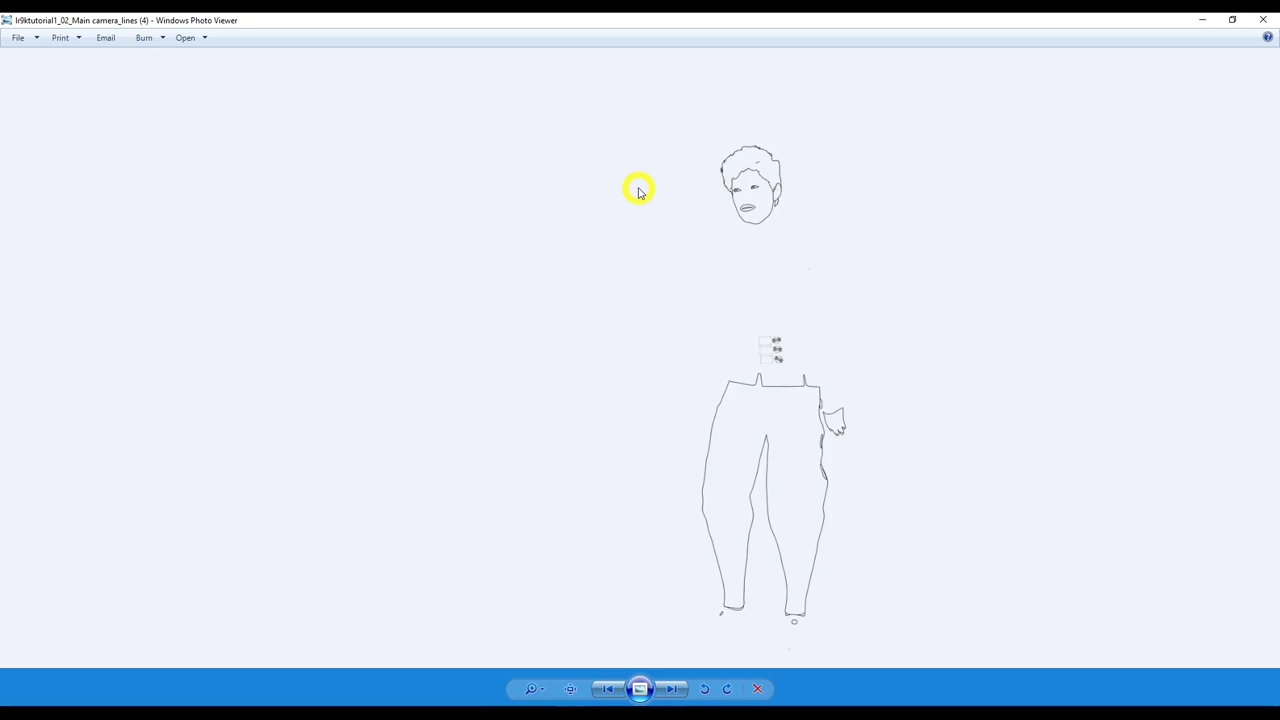 lr9ktutorial1_02_Main camera_lines (4) - Windows Photo Viewer
File Print Email Burn Open